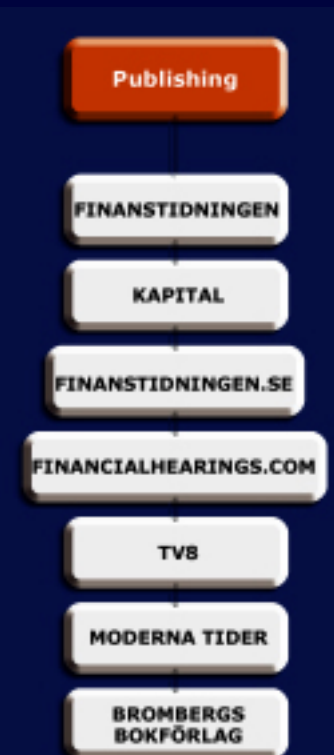 Publishing
FINANSTIDNINGEN
KAPITAL
FINANSTIDNINGEN.SE
FINANCIALHEARINGS.COM
TV8
MODERNA TIDER
BROMBERGS
BOKFÖRLAG